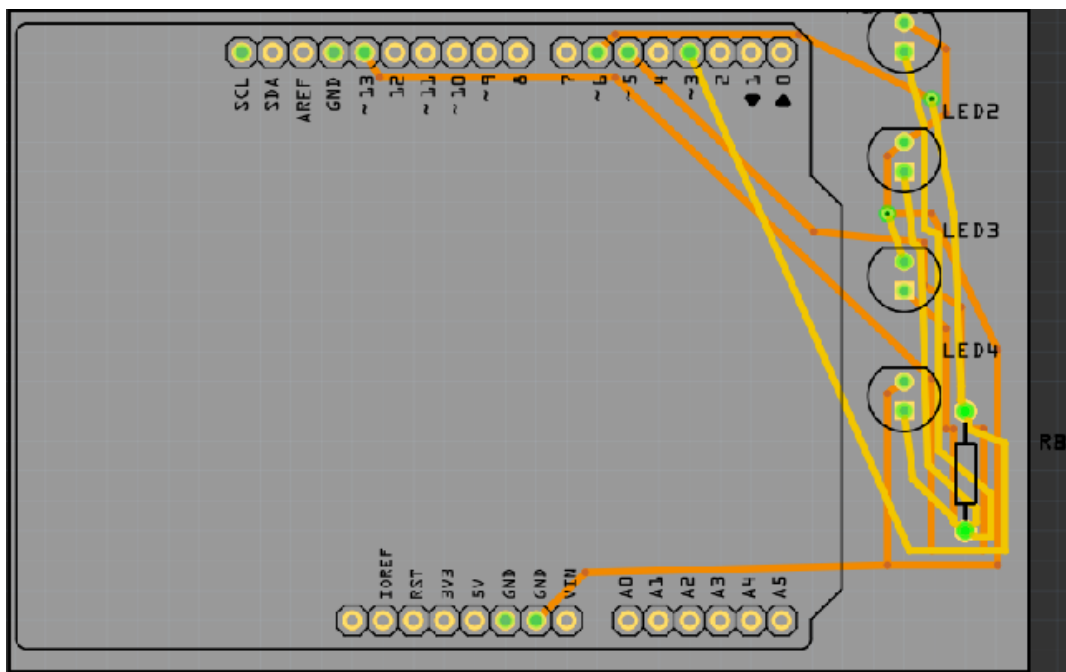 SCL
SDA
AREF
GND
~13
12
~11
~10
~9
8
7
~6
~5
4
~3
2
1
0
LED2
LED3
LED4
R8
IOREF
RST
3V3
5V
GND
GND
VIN
A0
A1
A2
A3
A4
A5